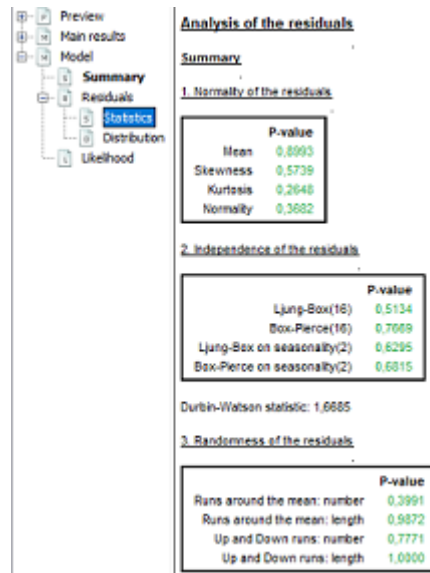 Preview
Main results
Model
Summary
Residuals
Statistics
Distribution
Likelihood
Analysis of the residuals
Summary
1. Normality of the residuals
P-value
Mean 0,8993
Skewness 0,5739
Kurtosis 0,2648
Normality 0,3682
2. Independence of the residuals
P-value
Ljung-Box(16) 0,5134
Box-Pierce(16) 0,7669
Ljung-Box on seasonality(2) 0,6295
Box-Pierce on seasonality(2) 0,6815
Durbin-Watson statistic: 1,6685
3. Randomness of the residuals
P-value
Runs around the mean: number 0,3991
Runs around the mean: length 0,9872
Up and Down runs: number 0,7771
Up and Down runs: length 1,0000